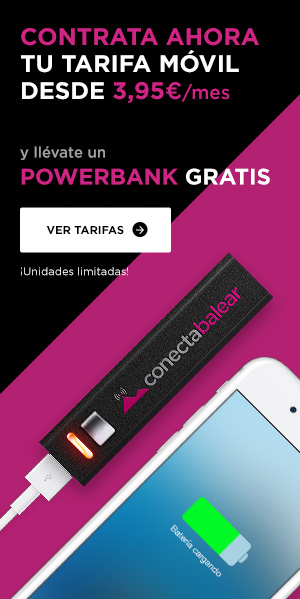 CONTRATA AHORA
TU TARIFA MÓVIL
DESDE 3,95€/mes
y llévate un
POWERBANK GRATIS
VER TARIFAS
¡Unidades limitadas!
conectabalear
Batería cargando